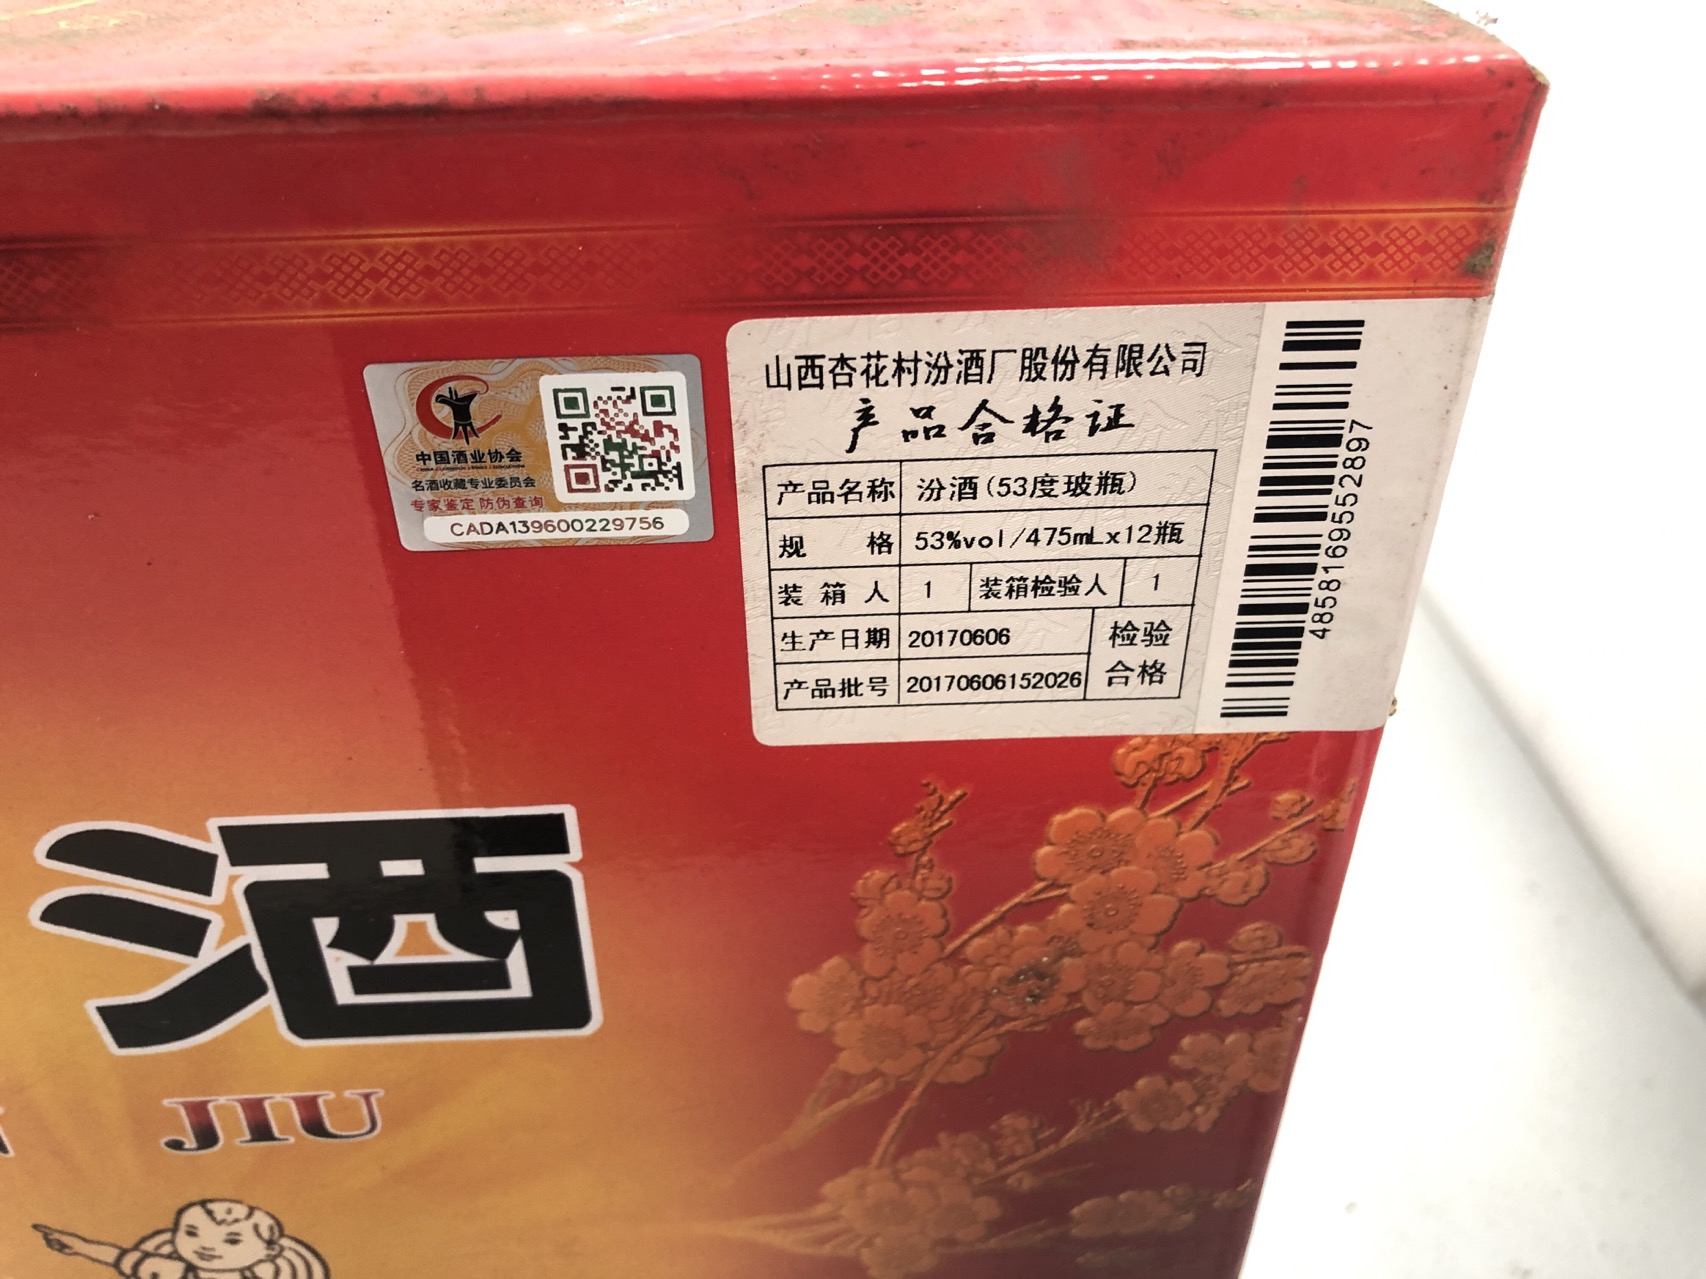 中国酒业协会
名酒收藏专业委员会
专家鉴定 防伪查询
CADA139600229756
山西杏花村汾酒厂股份有限公司
产品合格证
产品名称 汾酒(53度玻瓶)
规 格 53%vol/475mLx12瓶
装箱人 1 装箱检验人 1
生产日期 20170606 检验
产品批号 20170606152026 合格
4858169552897
酒
JIU